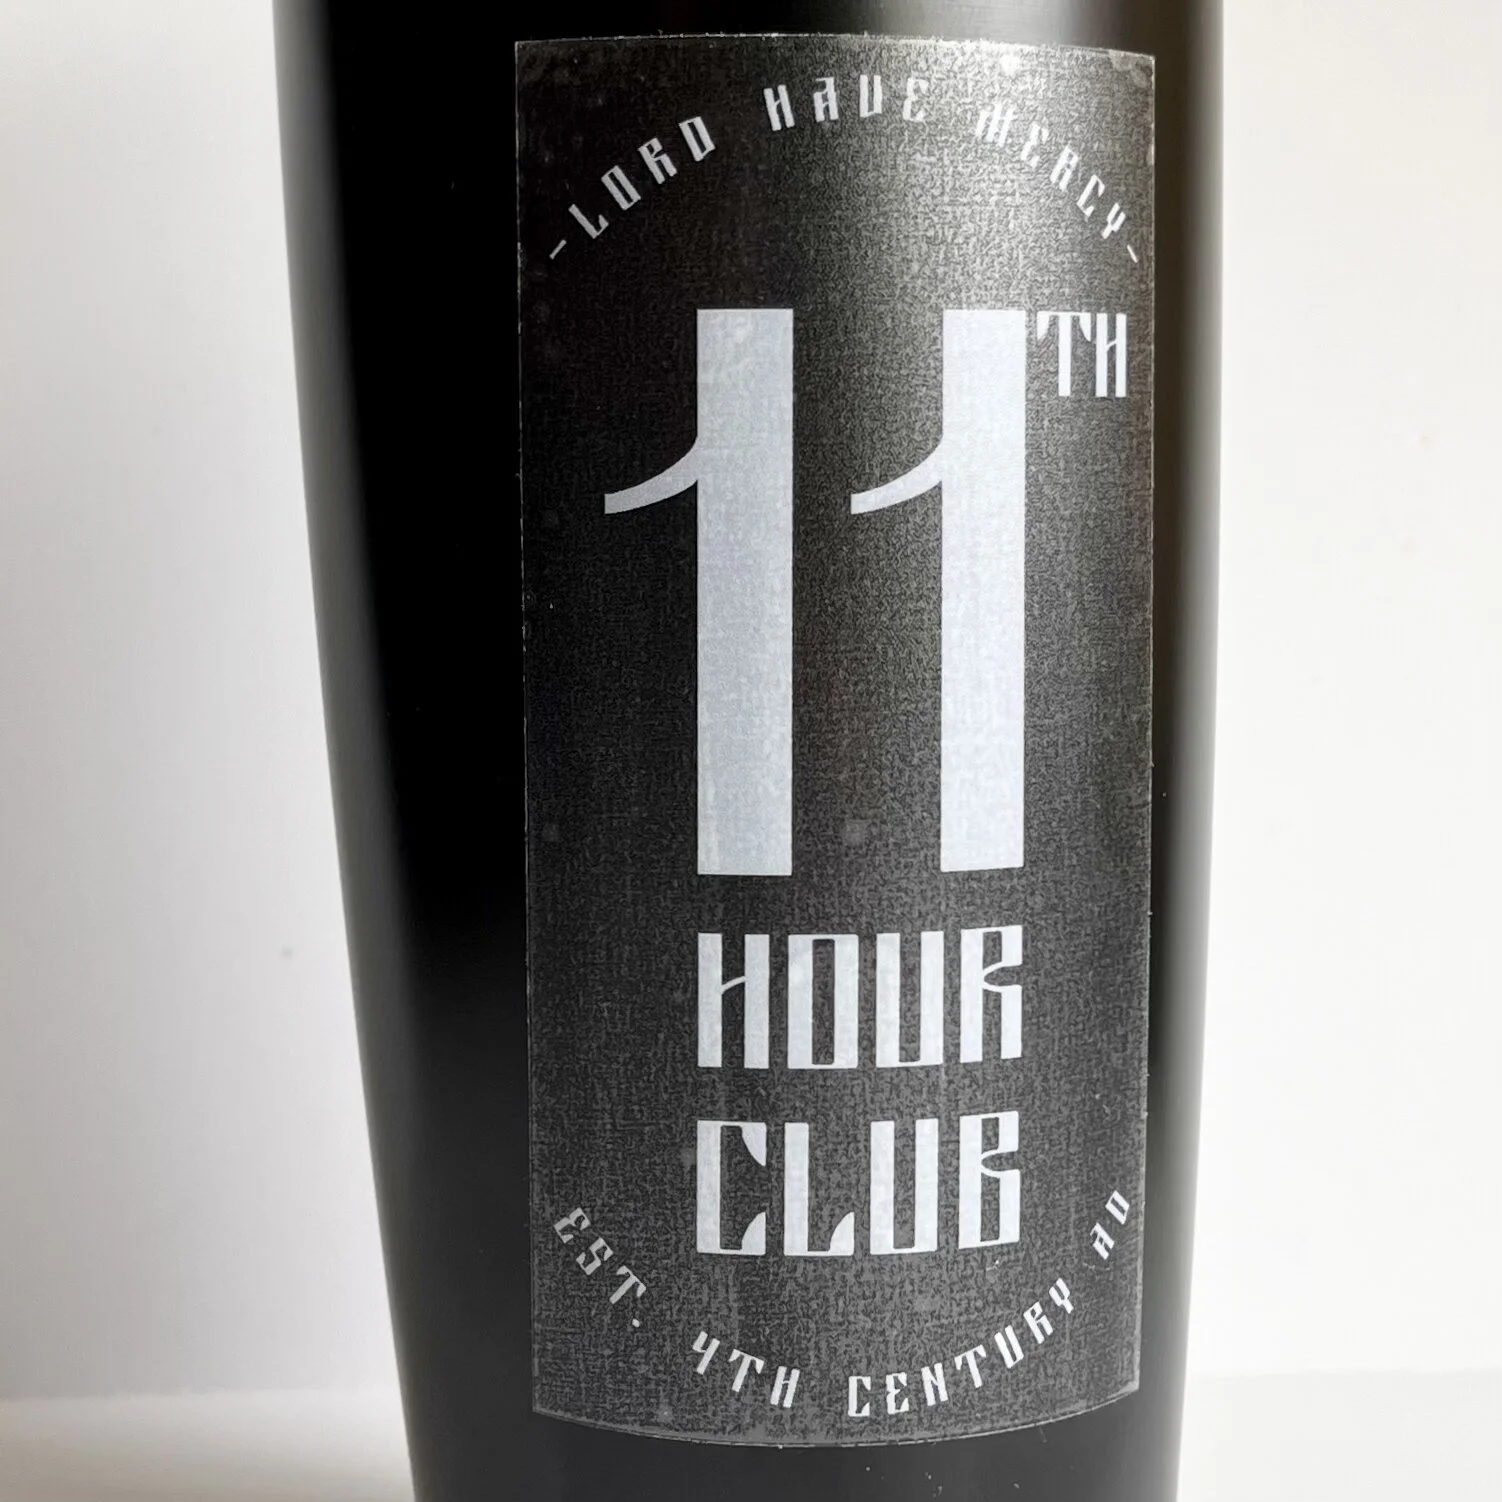 -LORD HAVE MERCY-
11TH
HOUR
CLUB
EST. 4TH CENTURY AD